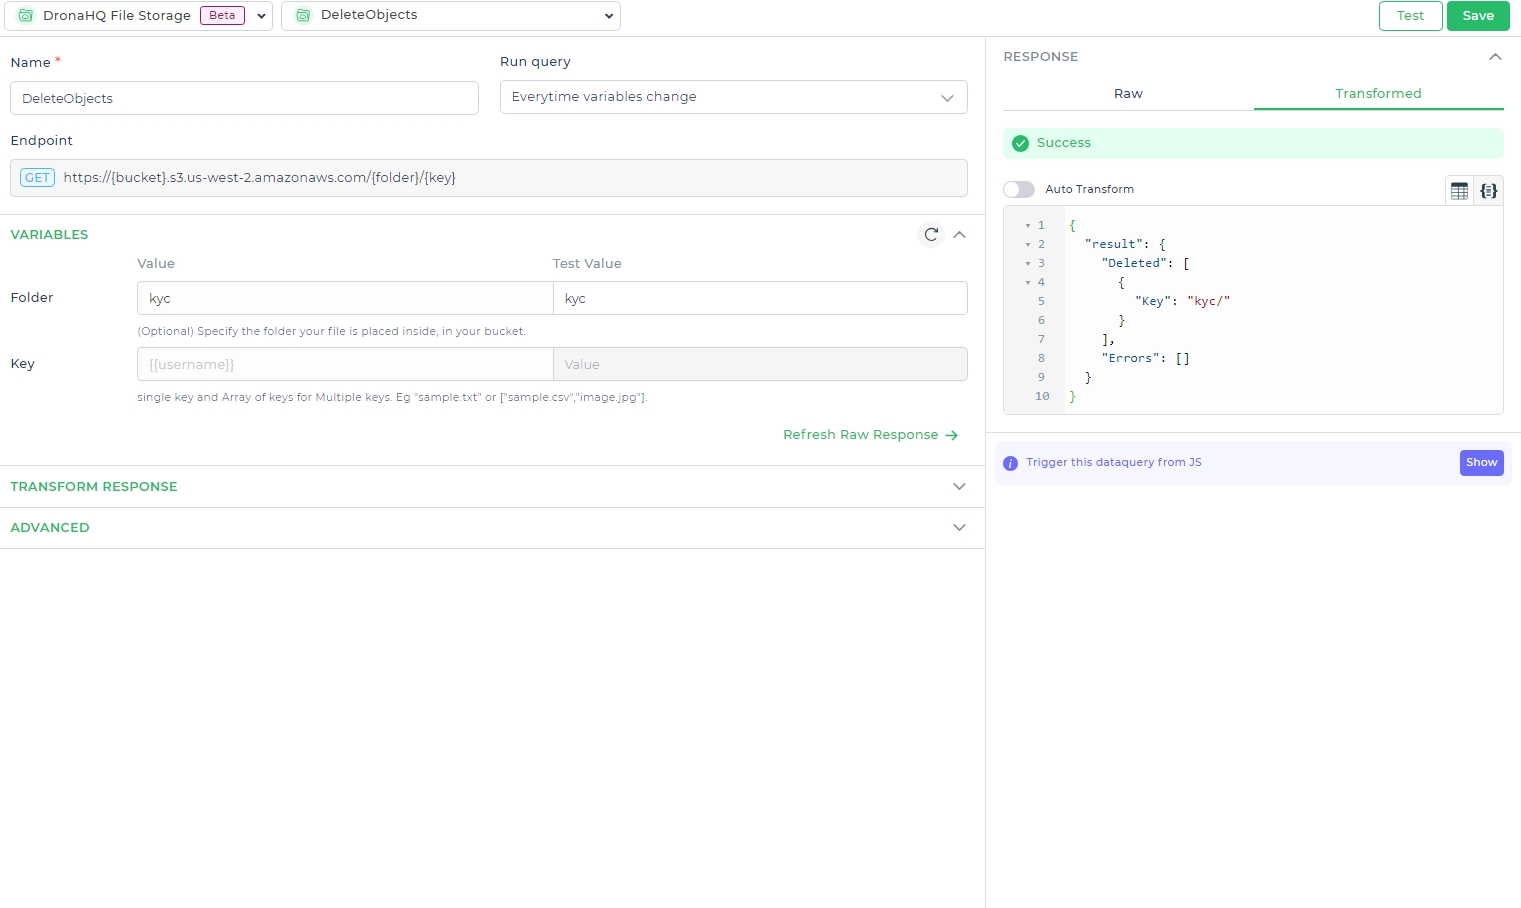 DronaHQ File Storage Beta
DeleteObjects
Test
Save
Name *
DeleteObjects
Run query
Everytime variables change
Endpoint
GET https://{bucket}.s3.us-west-2.amazonaws.com/{folder}/{key}
VARIABLES
Value Test Value
Folder kyc kyc
(Optional) Specify the folder your file is placed inside, in your bucket.
Key {{username}} Value
single key and Array of keys for Multiple keys. Eg "sample.txt" or ["sample.csv","image.jpg"].
Refresh Raw Response
TRANSFORM RESPONSE
ADVANCED
RESPONSE
Raw Transformed
Success
Auto Transform
1 {
2 "result": {
3 "Deleted": [
4 {
5 "Key": "kyc/"
6 }
7 ],
8 "Errors": []
9 }
10 }
Trigger this dataquery from JS
Show